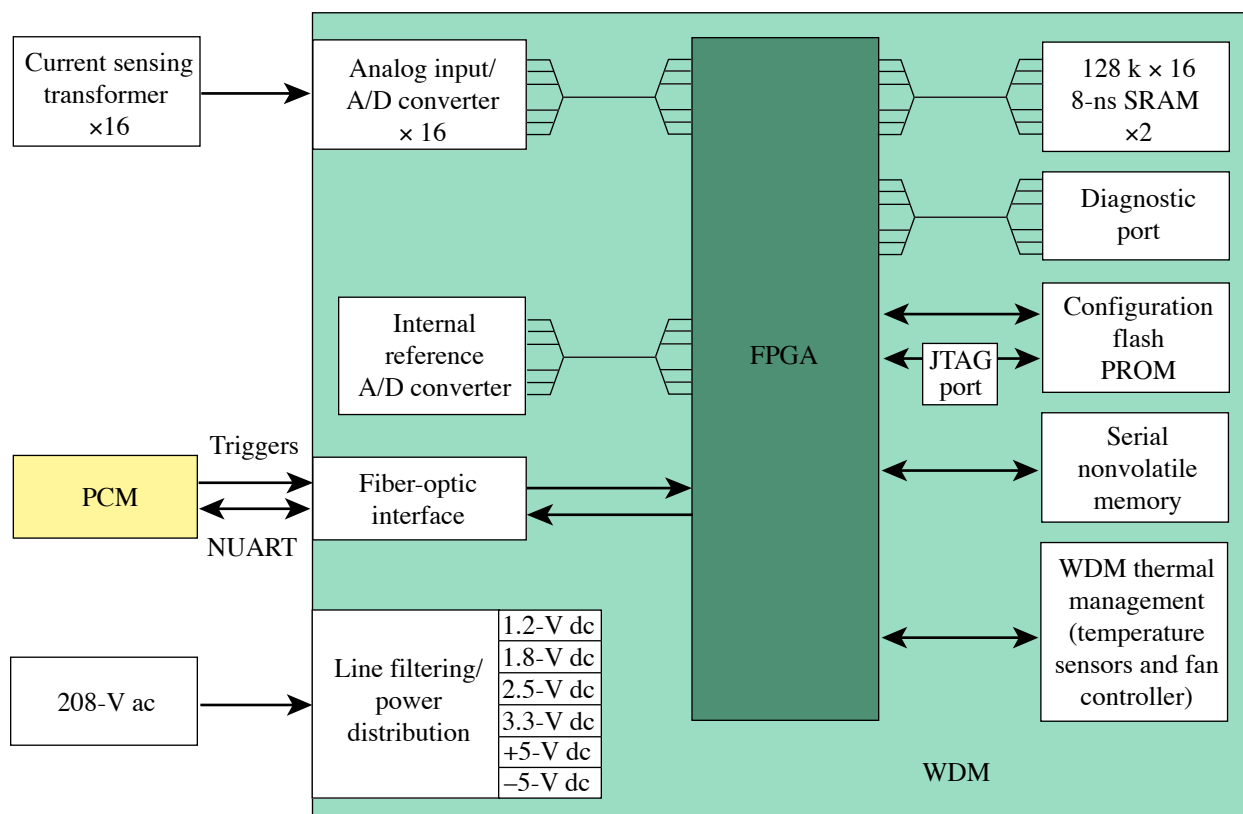 Current sensing
transformer
×16
Analog input/
A/D converter
× 16
128 k × 16
8-ns SRAM
×2
Diagnostic
port
Internal
reference
A/D converter
FPGA
Configuration
flash
PROM
JTAG
port
Triggers
PCM
NUART
Fiber-optic
interface
Serial
nonvolatile
memory
208-V ac
Line filtering/
power
distribution
1.2-V dc
1.8-V dc
2.5-V dc
3.3-V dc
+5-V dc
–5-V dc
WDM thermal
management
(temperature
sensors and fan
controller)
WDM